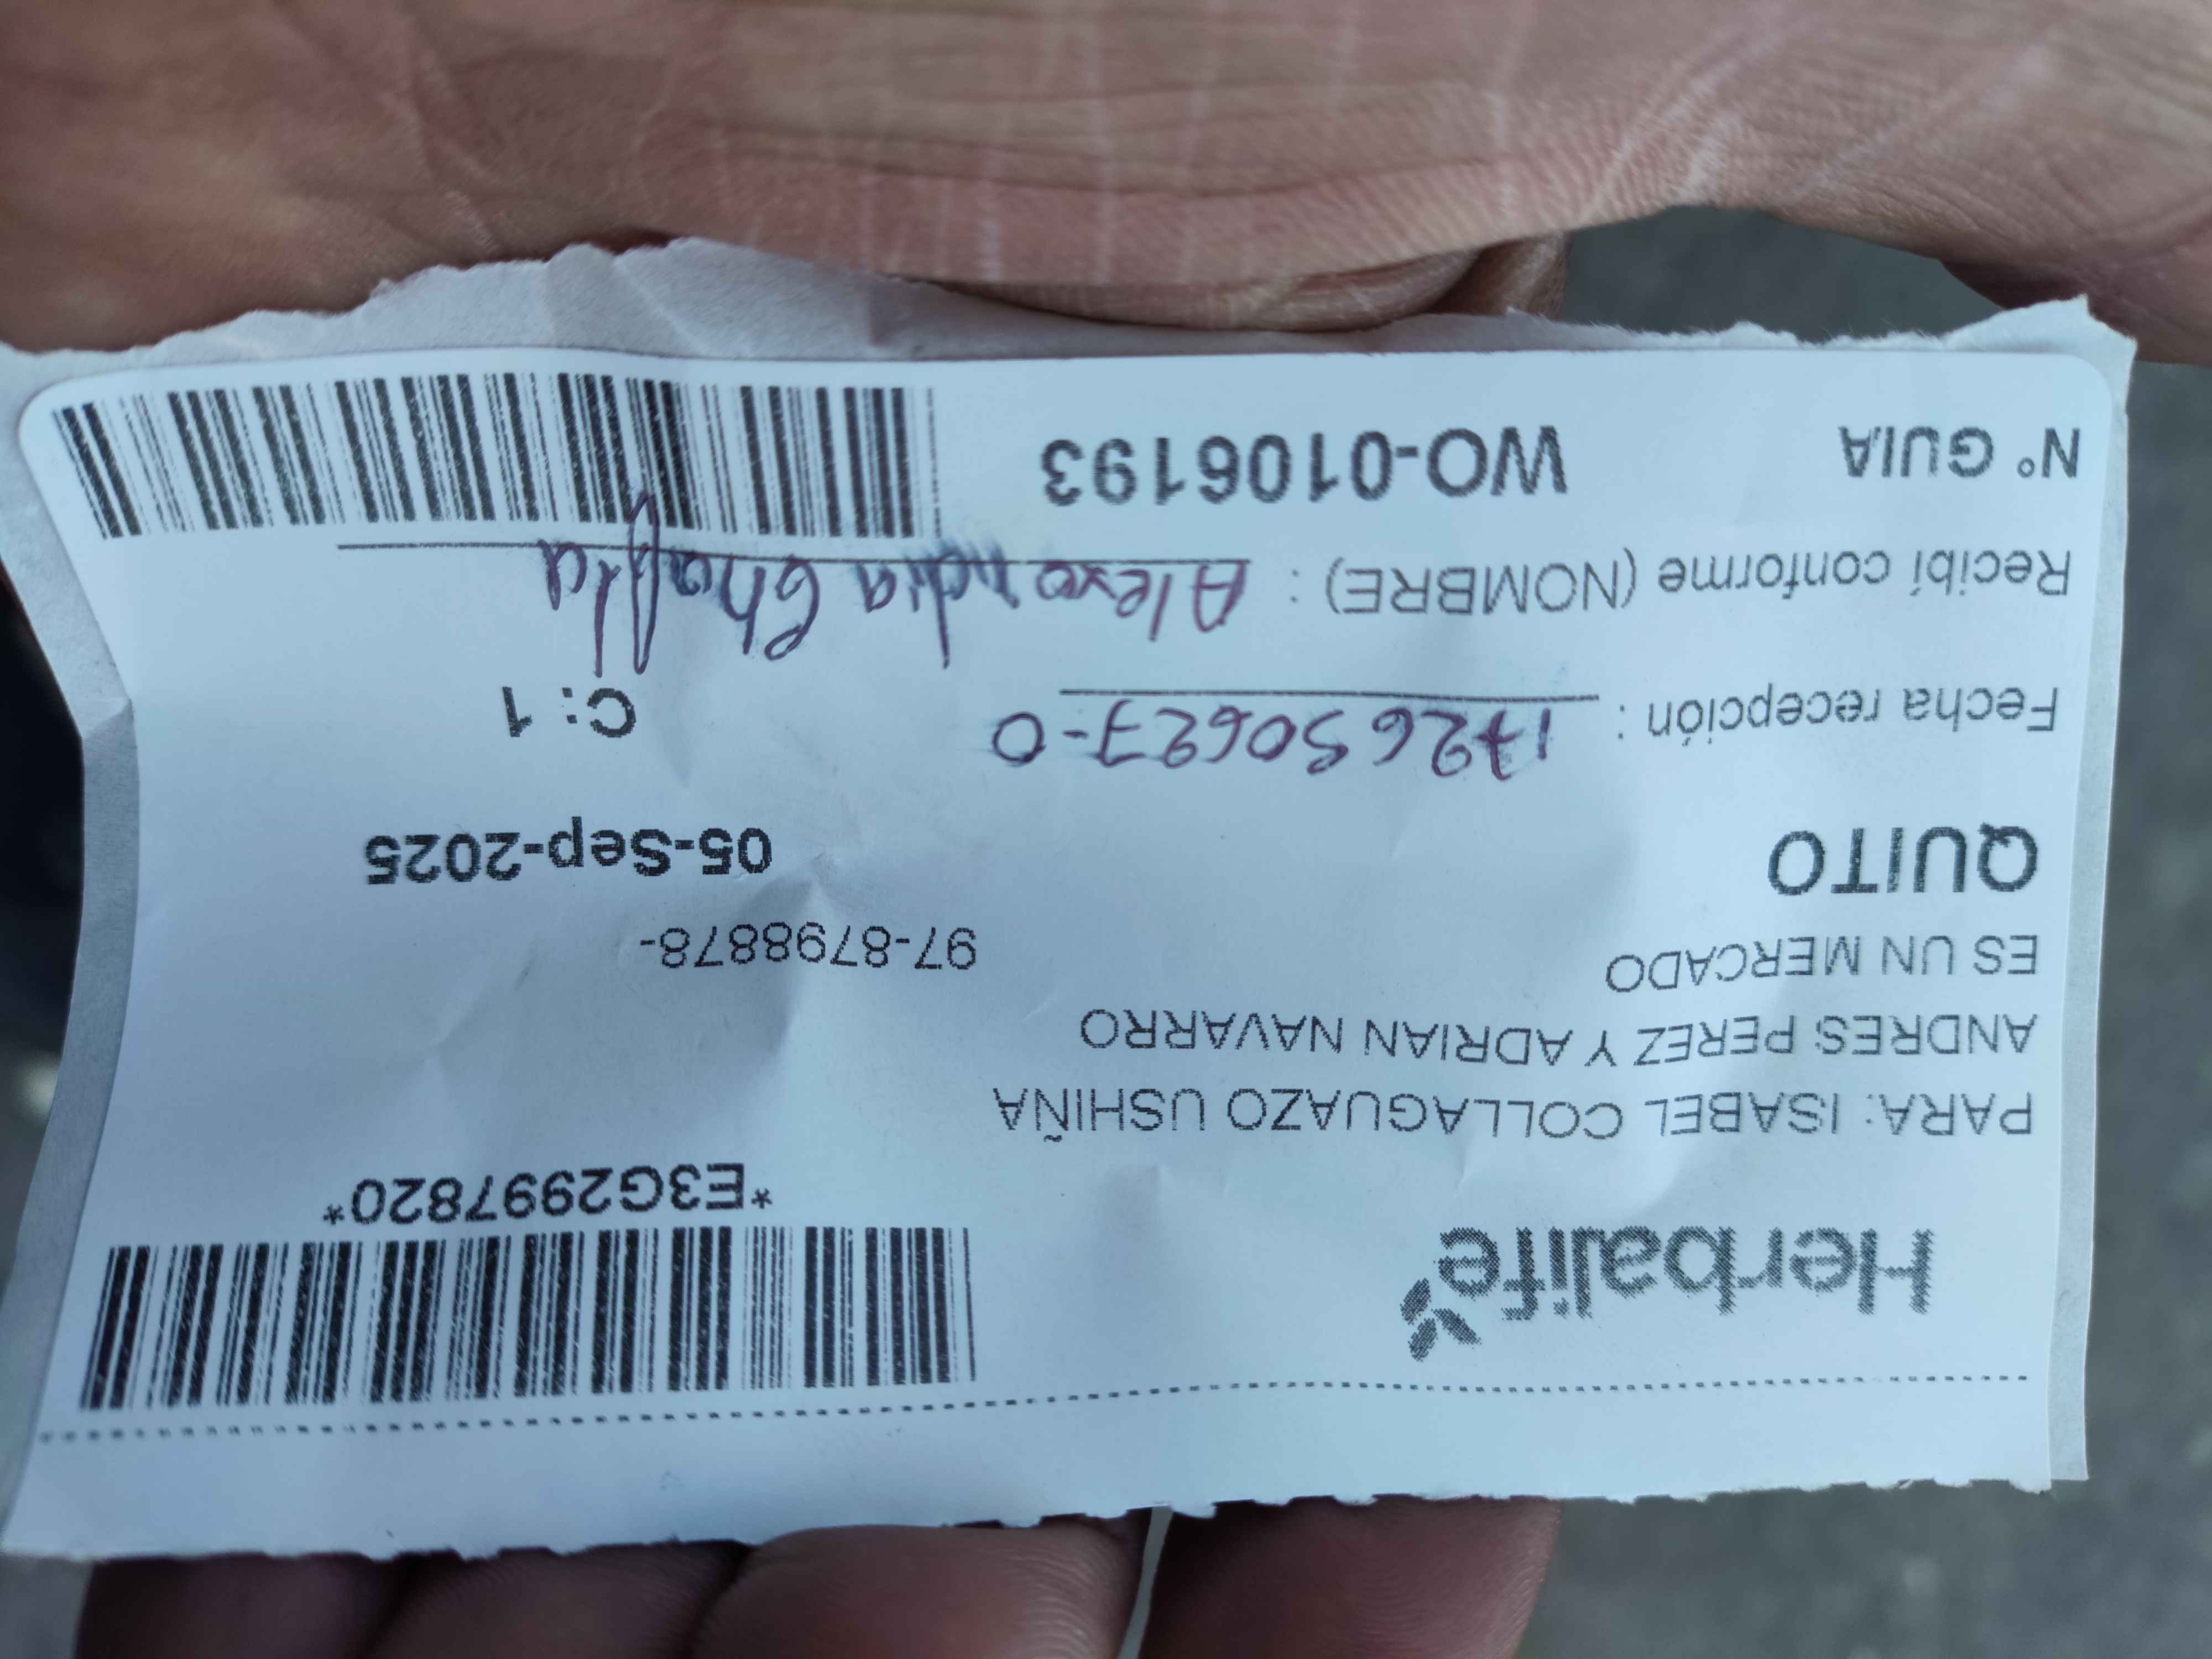 Herbalife
*E3G2997820*
PARA: ISABEL COLLAGUAZO USHIÑA
ANDRES PEREZ Y ADRIAN NAVARRO
ES UN MERCADO
97-8798878-
QUITO
05-Sep-2025
Fecha recepción : 172650627-0
C: 1
Recibí conforme (NOMBRE) : Alexandra Chafla
N° GUIA WO-0106193